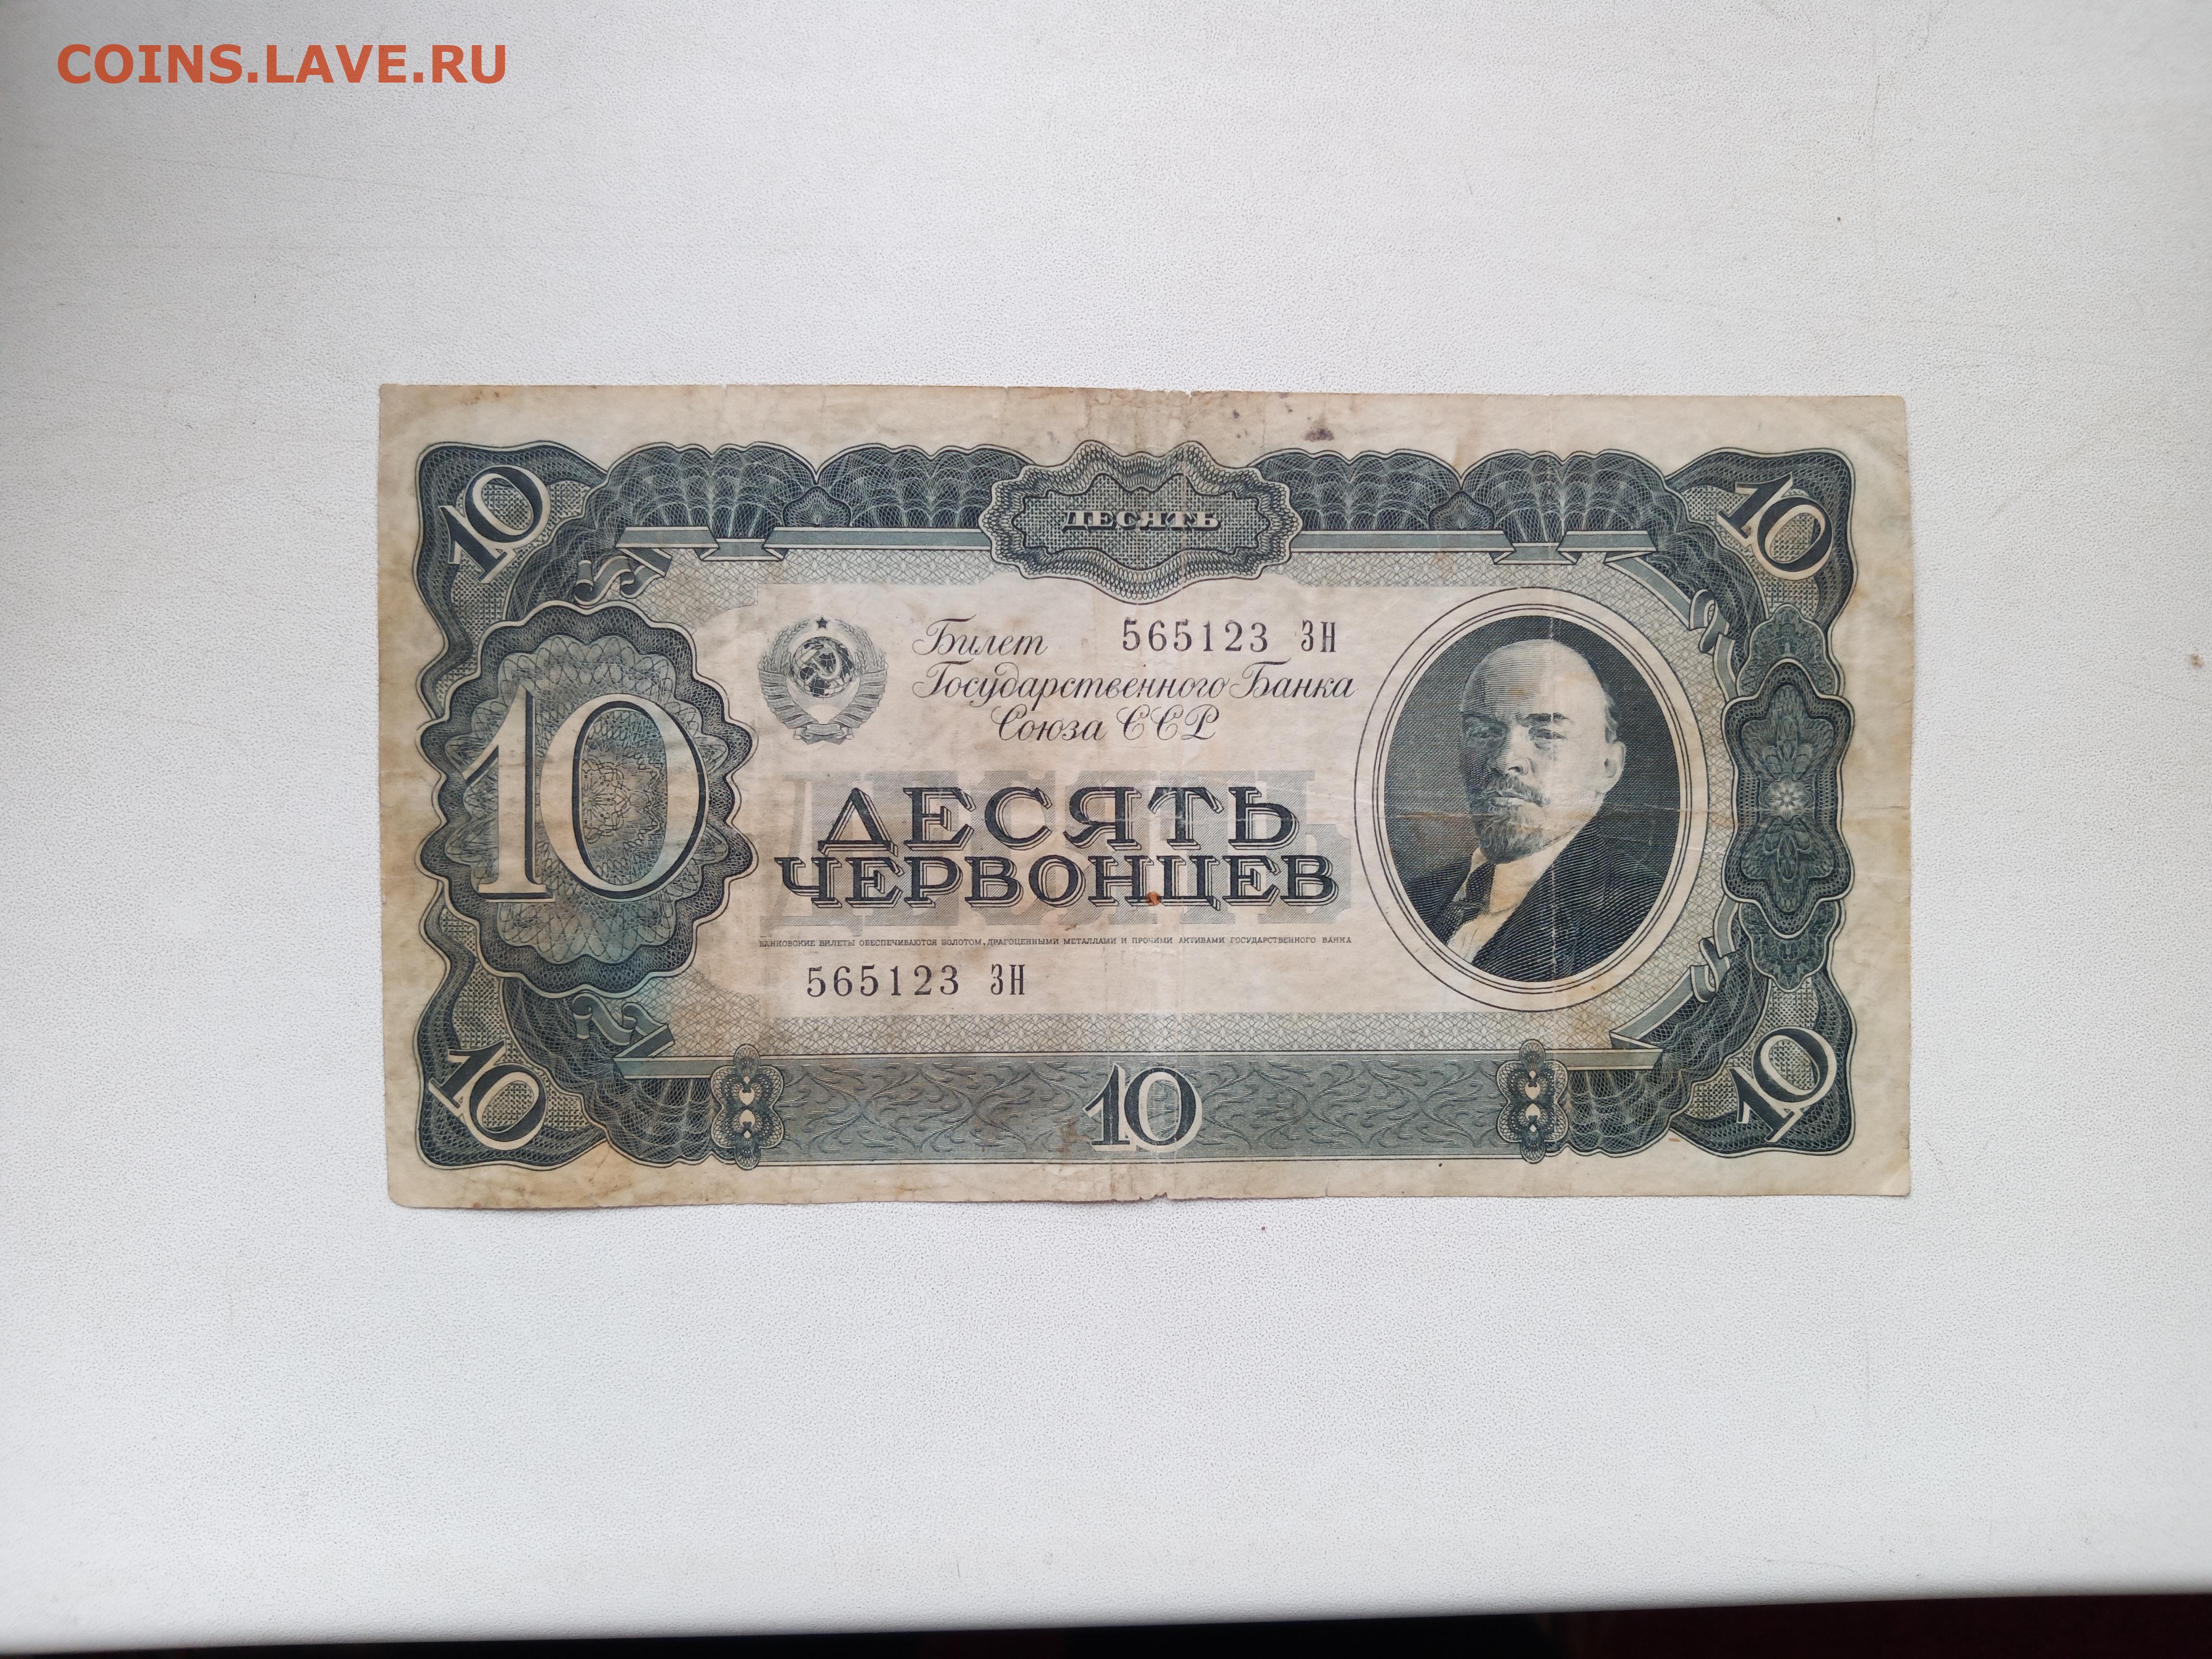 COINS.LAVE.RU
10 ДЕСЯТЬ 10
Билет 565123 ЗН
Государственного Банка
Союза ССР
10
ДЕСЯТЬ
ДЕСЯТЬ
ЧЕРВОНЦЕВ
БАНКОВСКИЕ БИЛЕТЫ ОБЕСПЕЧИВАЮТСЯ ЗОЛОТОМ, ДРАГОЦЕННЫМИ МЕТАЛЛАМИ И ПРОЧИМИ АКТИВАМИ ГОСУДАРСТВЕННОГО БАНКА
565123 ЗН
10 10 10